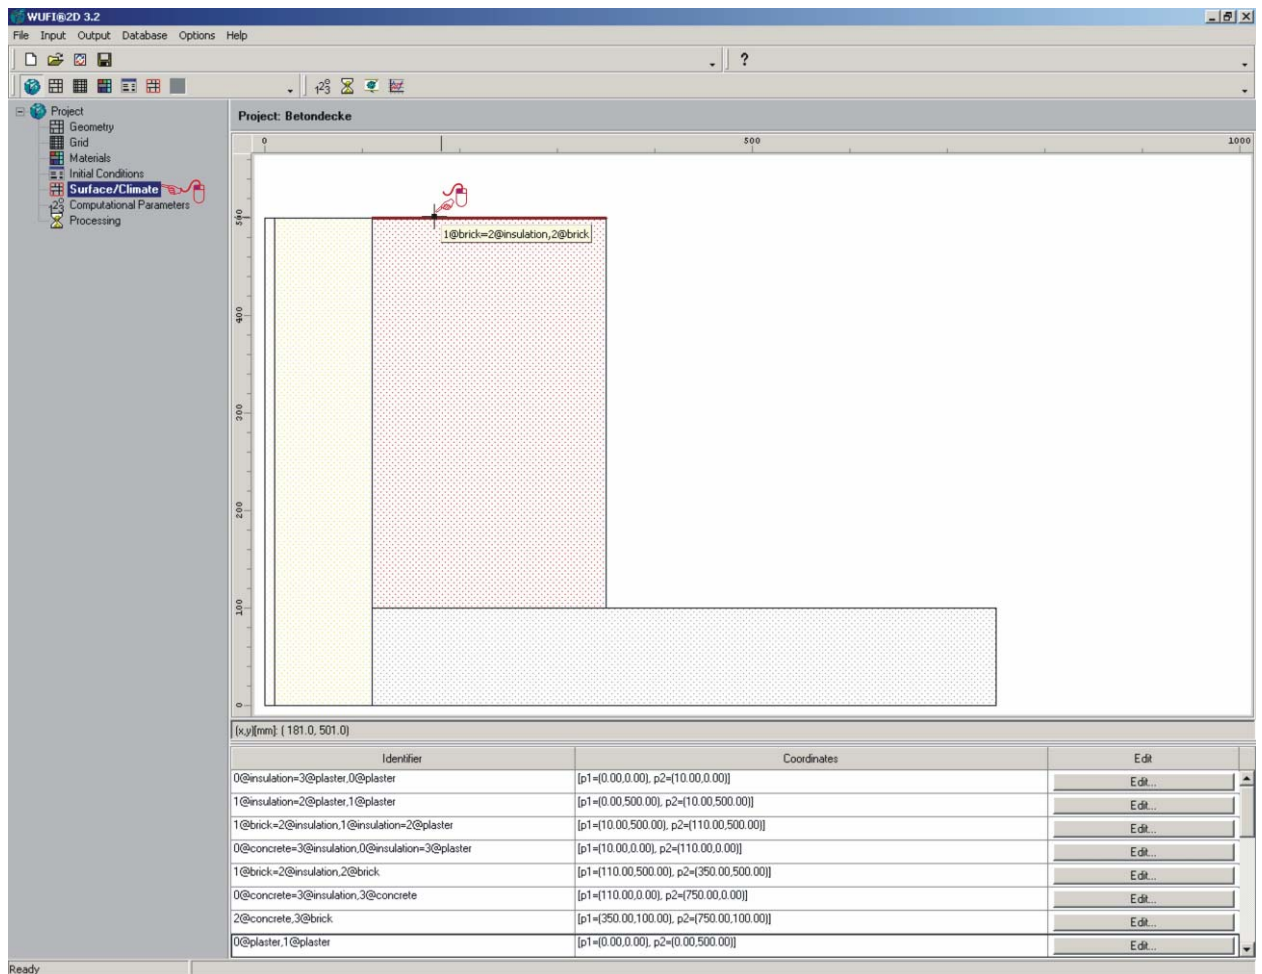 WUFI®2D 3.2
File Input Output Database Options Help
?
Project
Geometry
Grid
Materials
Initial Conditions
Surface/Climate
Computational Parameters
Processing
Project: Betondecke
0 500 1000
500
400
300
200
100
0
1@brick=2@insulation,2@brick
(x,y)[mm]: ( 181.0, 501.0)
Identifier Coordinates Edit
0@insulation=3@plaster,0@plaster [p1=(0.00,0.00), p2=(10.00,0.00)] Edit...
1@insulation=2@plaster,1@plaster [p1=(0.00,500.00), p2=(10.00,500.00)] Edit...
1@brick=2@insulation,1@insulation=2@plaster [p1=(10.00,500.00), p2=(110.00,500.00)] Edit...
0@concrete=3@insulation,0@insulation=3@plaster [p1=(10.00,0.00), p2=(110.00,0.00)] Edit...
1@brick=2@insulation,2@brick [p1=(110.00,500.00), p2=(350.00,500.00)] Edit...
0@concrete=3@insulation,3@concrete [p1=(110.00,0.00), p2=(750.00,0.00)] Edit...
2@concrete,3@brick [p1=(350.00,100.00), p2=(750.00,100.00)] Edit...
0@plaster,1@plaster [p1=(0.00,0.00), p2=(0.00,500.00)] Edit...
Ready